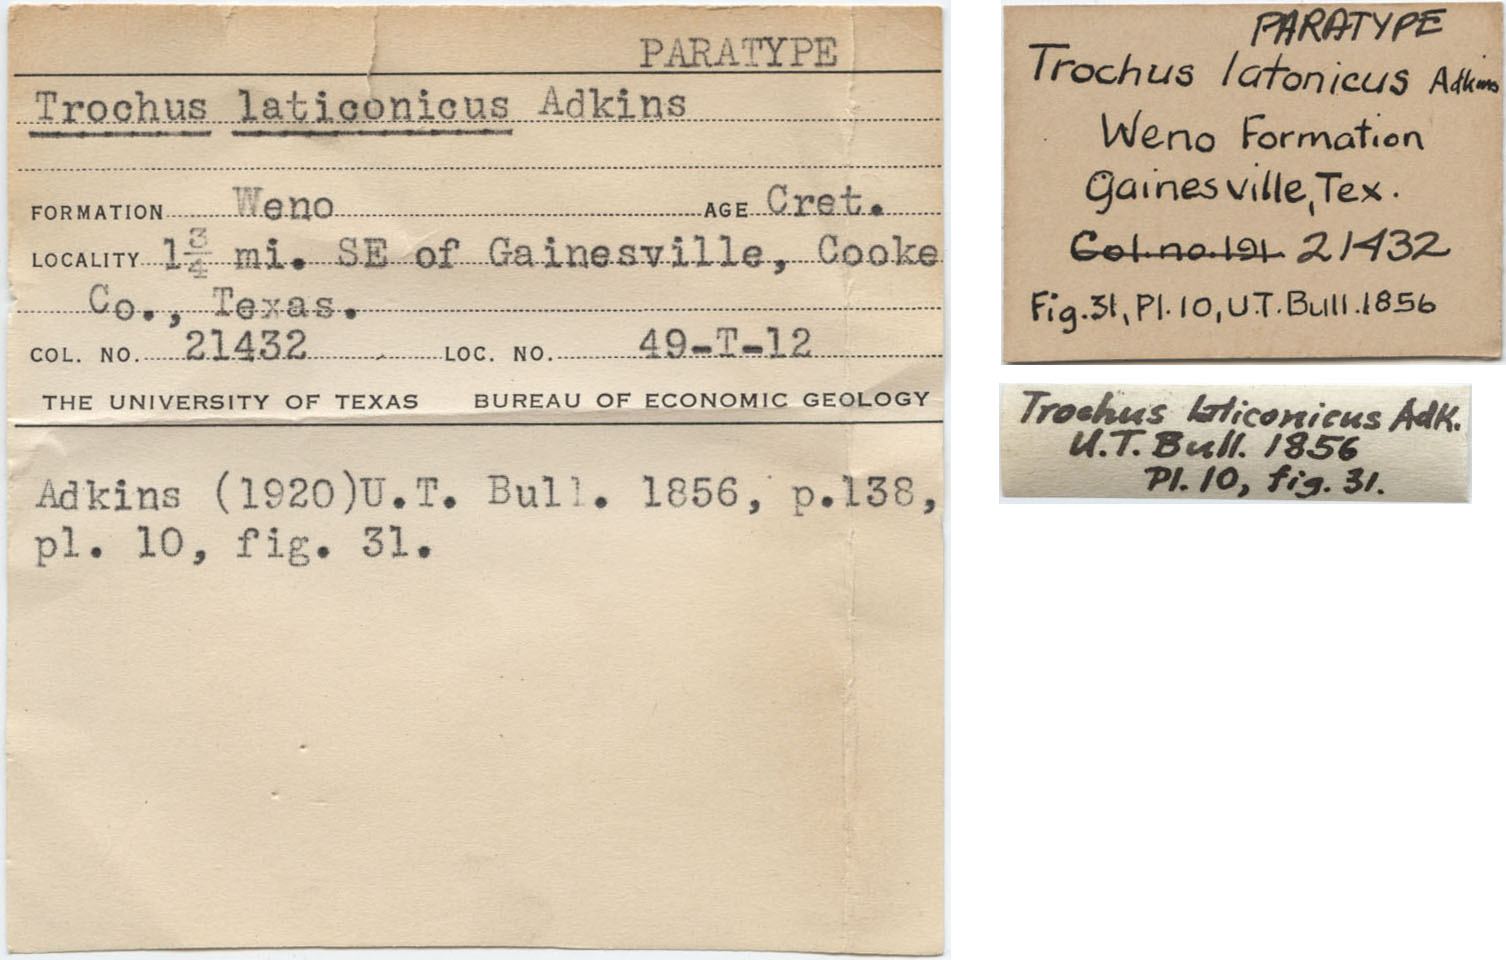 PARATYPE
Trochus laticonicus Adkins
FORMATION Weno AGE Cret.
LOCALITY 1 3/4 mi. SE of Gainesville, Cooke
Co., Texas.
COL. NO. 21432 LOC. NO. 49-T-12
THE UNIVERSITY OF TEXAS BUREAU OF ECONOMIC GEOLOGY
Adkins (1920)U.T. Bull. 1856, p.138,
pl. 10, fig. 31.
PARATYPE
Trochus latonicus Adkins
Weno Formation
Gainesville, Tex.
Col. no. 191 21432
Fig. 31, Pl. 10, U.T. Bull. 1856
Trochus laticonicus Adk.
U.T. Bull. 1856
Pl. 10, fig. 31.